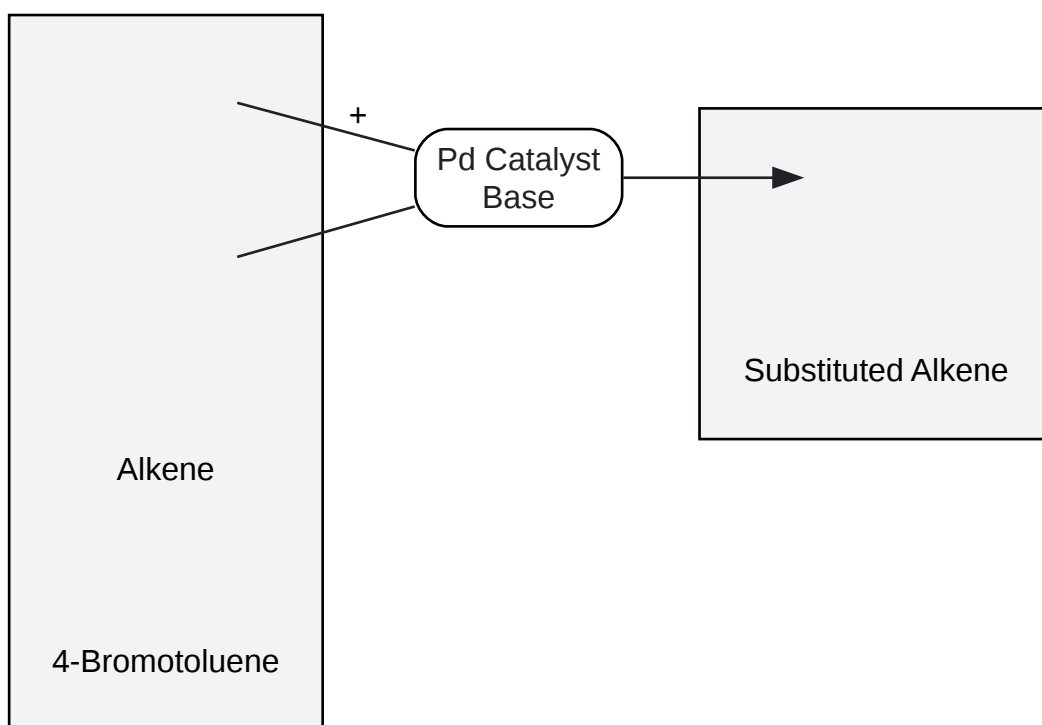 +
Pd Catalyst
Base
Substituted Alkene
Alkene
4-Bromotoluene